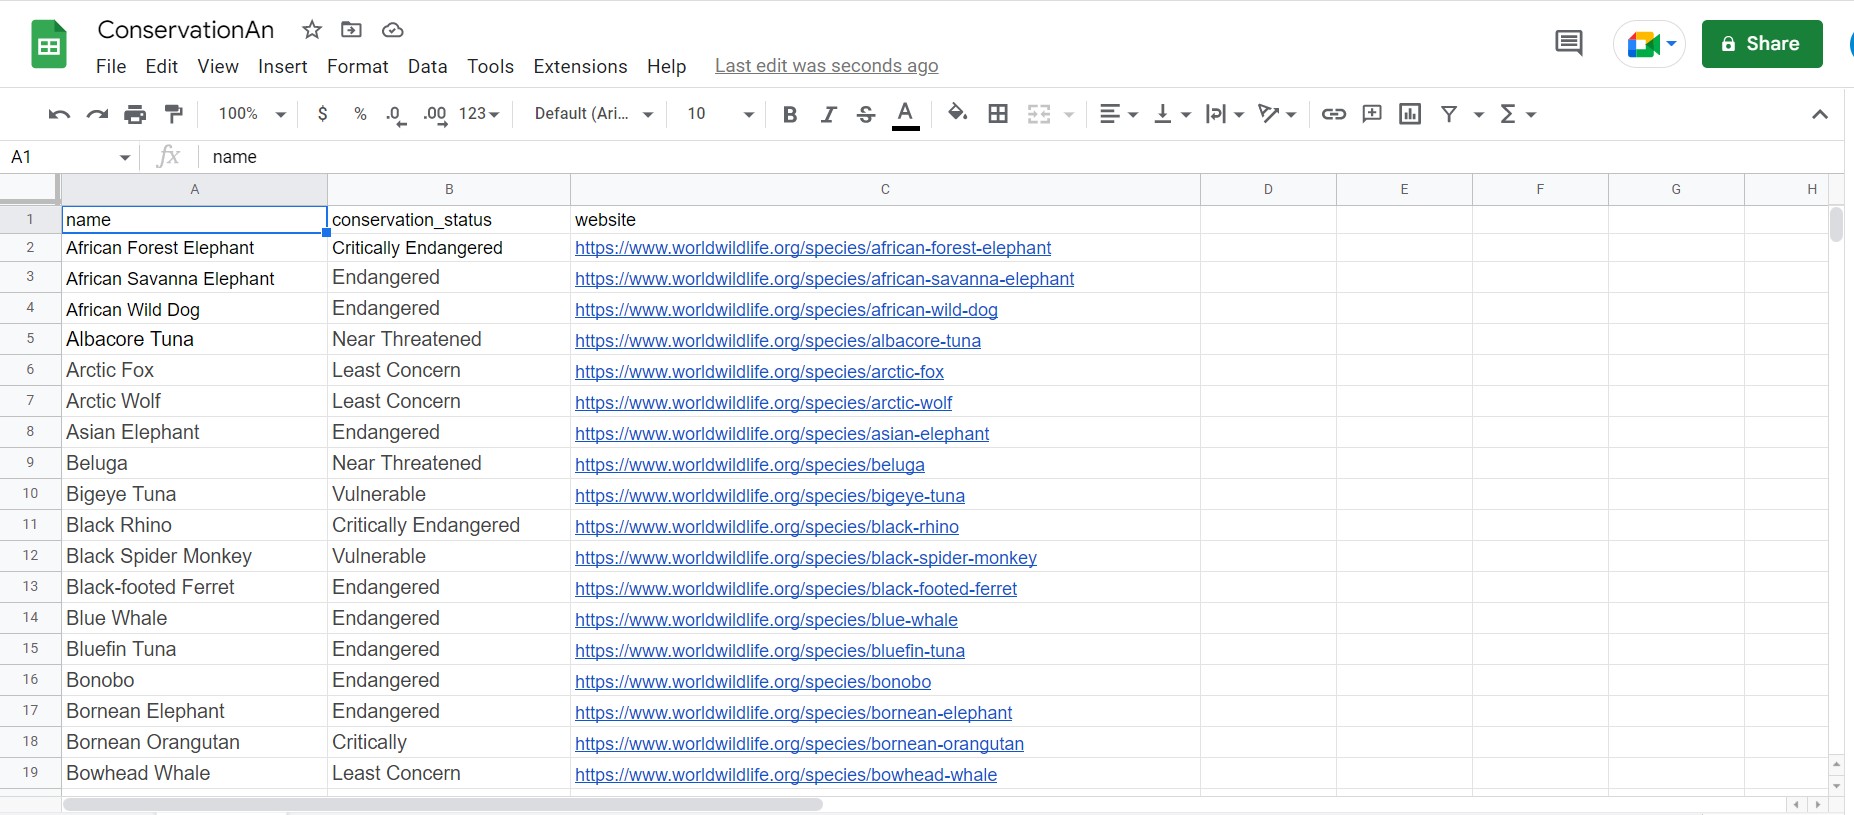 ConservationAn
File Edit View Insert Format Data Tools Extensions Help Last edit was seconds ago
Share
100% $ % .0 .00 123 Default (Ari... 10 B I S A Σ
A1 fx name
A B C D E F G H
1 name conservation_status website
2 African Forest Elephant Critically Endangered https://www.worldwildlife.org/species/african-forest-elephant
3 African Savanna Elephant Endangered https://www.worldwildlife.org/species/african-savanna-elephant
4 African Wild Dog Endangered https://www.worldwildlife.org/species/african-wild-dog
5 Albacore Tuna Near Threatened https://www.worldwildlife.org/species/albacore-tuna
6 Arctic Fox Least Concern https://www.worldwildlife.org/species/arctic-fox
7 Arctic Wolf Least Concern https://www.worldwildlife.org/species/arctic-wolf
8 Asian Elephant Endangered https://www.worldwildlife.org/species/asian-elephant
9 Beluga Near Threatened https://www.worldwildlife.org/species/beluga
10 Bigeye Tuna Vulnerable https://www.worldwildlife.org/species/bigeye-tuna
11 Black Rhino Critically Endangered https://www.worldwildlife.org/species/black-rhino
12 Black Spider Monkey Vulnerable https://www.worldwildlife.org/species/black-spider-monkey
13 Black-footed Ferret Endangered https://www.worldwildlife.org/species/black-footed-ferret
14 Blue Whale Endangered https://www.worldwildlife.org/species/blue-whale
15 Bluefin Tuna Endangered https://www.worldwildlife.org/species/bluefin-tuna
16 Bonobo Endangered https://www.worldwildlife.org/species/bonobo
17 Bornean Elephant Endangered https://www.worldwildlife.org/species/bornean-elephant
18 Bornean Orangutan Critically https://www.worldwildlife.org/species/bornean-orangutan
19 Bowhead Whale Least Concern https://www.worldwildlife.org/species/bowhead-whale